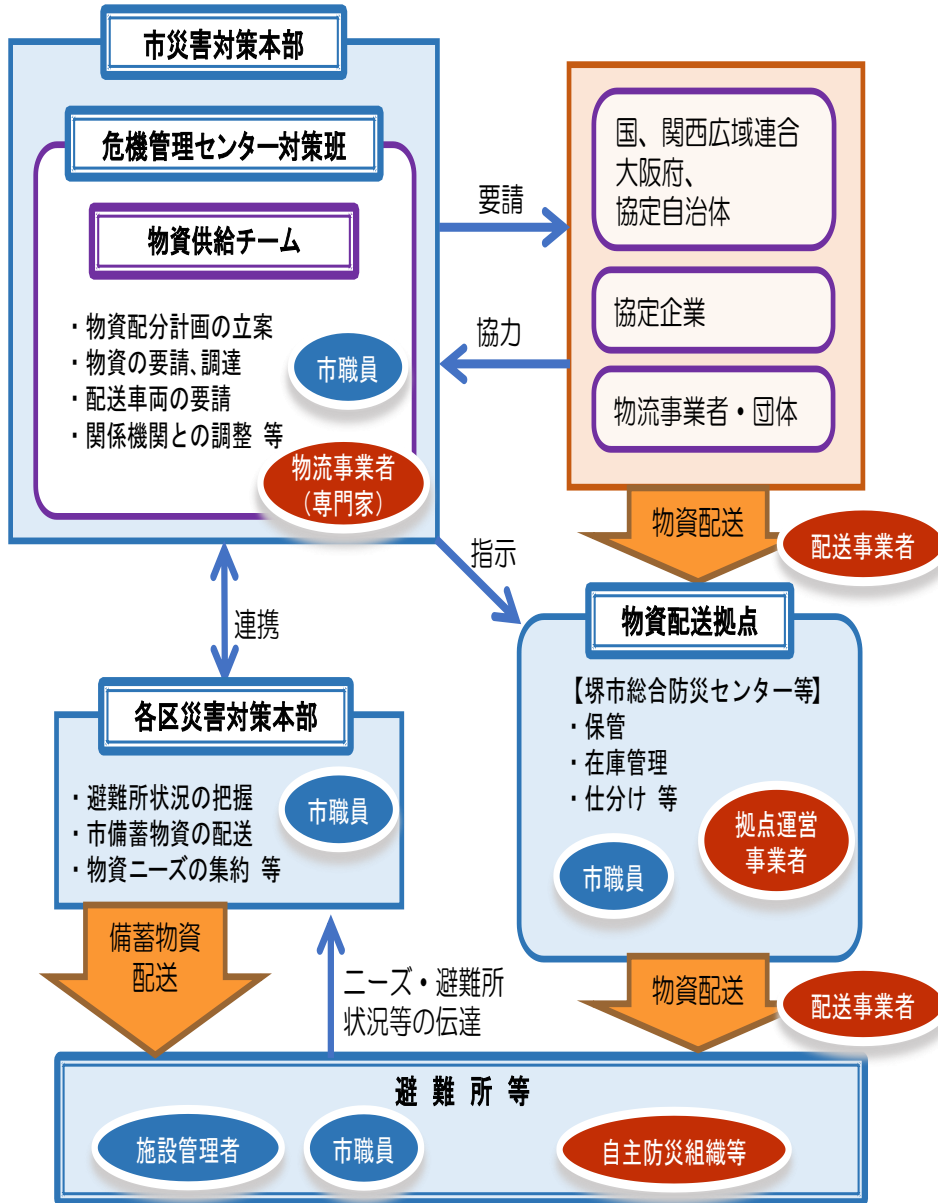 市災害対策本部
危機管理センター対策班
物資供給チーム
・物資配分計画の立案
・物資の要請、調達
・配送車両の要請
・関係機関との調整 等
市職員
物流事業者
（専門家）
要請
協力
国、関西広域連合
大阪府、
協定自治体
協定企業
物流事業者・団体
物資配送
配送事業者
指示
連携
物資配送拠点
【堺市総合防災センター等】
・保管
・在庫管理
・仕分け 等
市職員
拠点運営
事業者
各区災害対策本部
・避難所状況の把握
・市備蓄物資の配送
・物資ニーズの集約 等
市職員
備蓄物資
配送
ニーズ・避難所
状況等の伝達
物資配送
配送事業者
避難所等
施設管理者
市職員
自主防災組織等